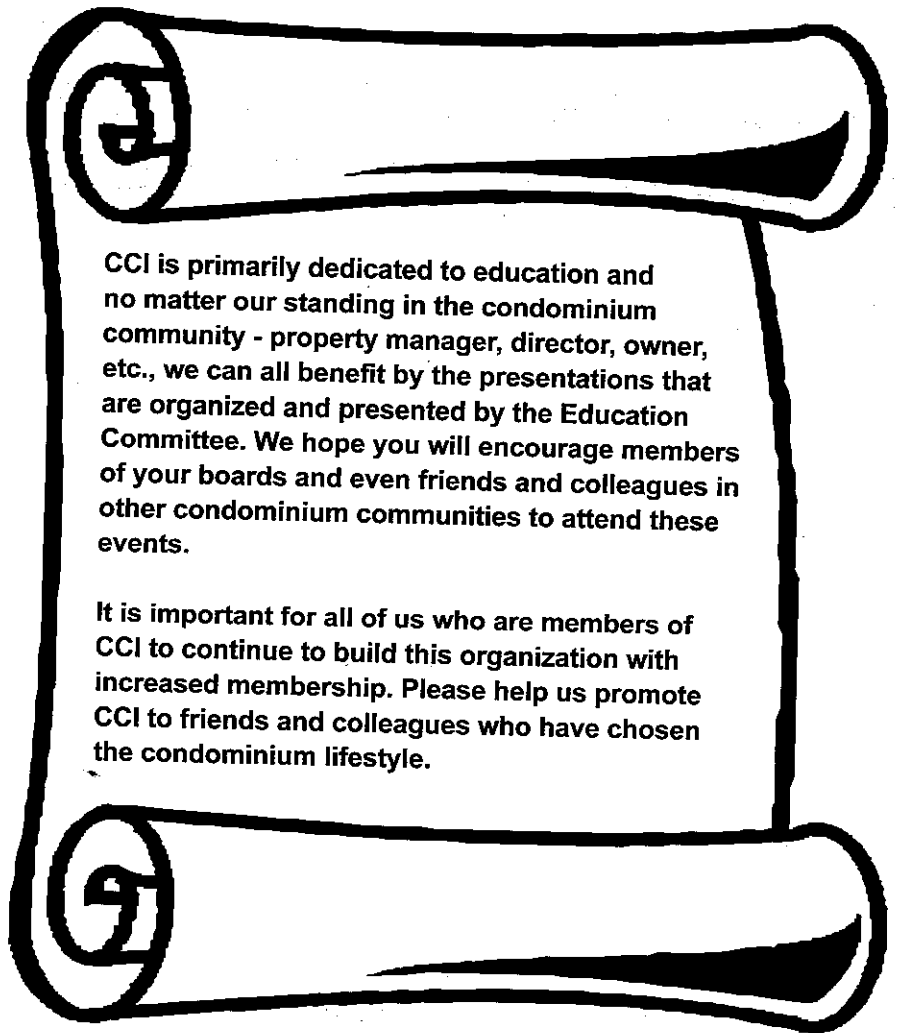 CCI is primarily dedicated to education and
no matter our standing in the condominium
community - property manager, director, owner,
etc., we can all benefit by the presentations that
are organized and presented by the Education
Committee. We hope you will encourage members
of your boards and even friends and colleagues in
other condominium communities to attend these
events.

It is important for all of us who are members of
CCI to continue to build this organization with
increased membership. Please help us promote
CCI to friends and colleagues who have chosen
the condominium lifestyle.